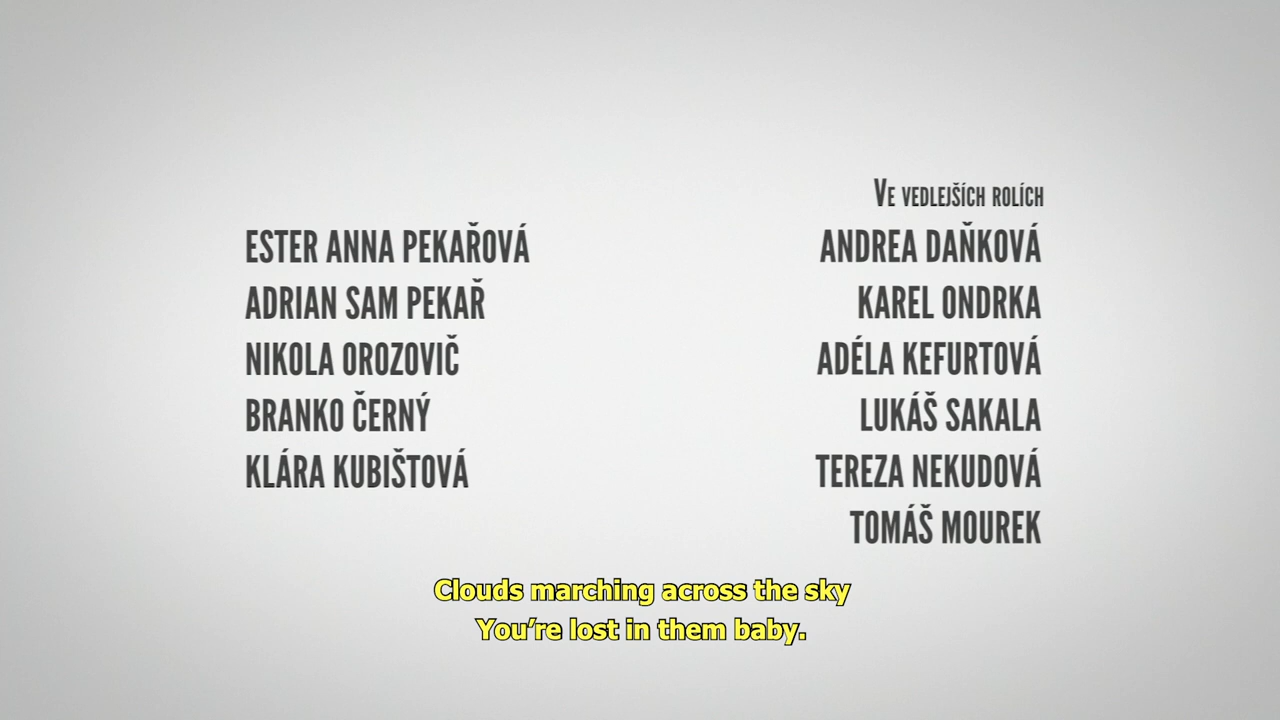 ESTER ANNA PEKAŘOVÁ
ADRIAN SAM PEKAŘ
NIKOLA OROZOVIČ
BRANKO ČERNÝ
KLÁRA KUBIŠTOVÁ
VE VEDLEJŠÍCH ROLÍCH
ANDREA DAŇKOVÁ
KAREL ONDRKA
ADÉLA KEFURTOVÁ
LUKÁŠ SAKALA
TEREZA NEKUDOVÁ
TOMÁŠ MOUREK
Clouds marching across the sky
You're lost in them baby.